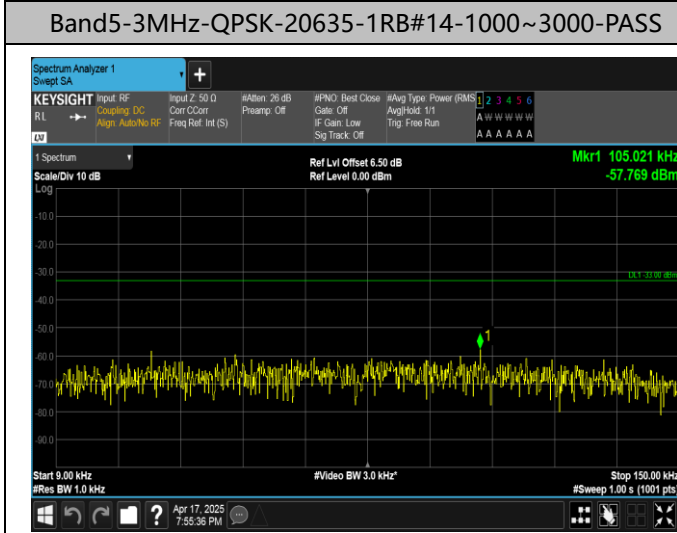 Band5-3MHz-QPSK-20635-1RB#14-1000~3000-PASS
Spectrum Analyzer 1
Swept SA
+
KEYSIGHT
RL
LXI
Input: RF
Coupling: DC
Align: Auto/No RF
Input Z: 50 Ω
Corr CCorr
Freq Ref: Int (S)
#Atten: 26 dB
Preamp: Off
#PNO: Best Close
Gate: Off
IF Gain: Low
Sig Track: Off
#Avg Type: Power (RMS
Avg|Hold: 1/1
Trig: Free Run
1 2 3 4 5 6
A W W W W W
A A A A A A
1 Spectrum
Scale/Div 10 dB
Log
Ref Lvl Offset 6.50 dB
Ref Level 0.00 dBm
Mkr1 105.021 kHz
-57.769 dBm
-10.0
-20.0
-30.0
DL1 -33.00 dBm
-40.0
-50.0
1
-60.0
-70.0
-80.0
-90.0
Start 9.00 kHz
#Res BW 1.0 kHz
#Video BW 3.0 kHz*
Stop 150.00 kHz
#Sweep 1.00 s (1001 pts)
?
Apr 17, 2025
7:55:36 PM